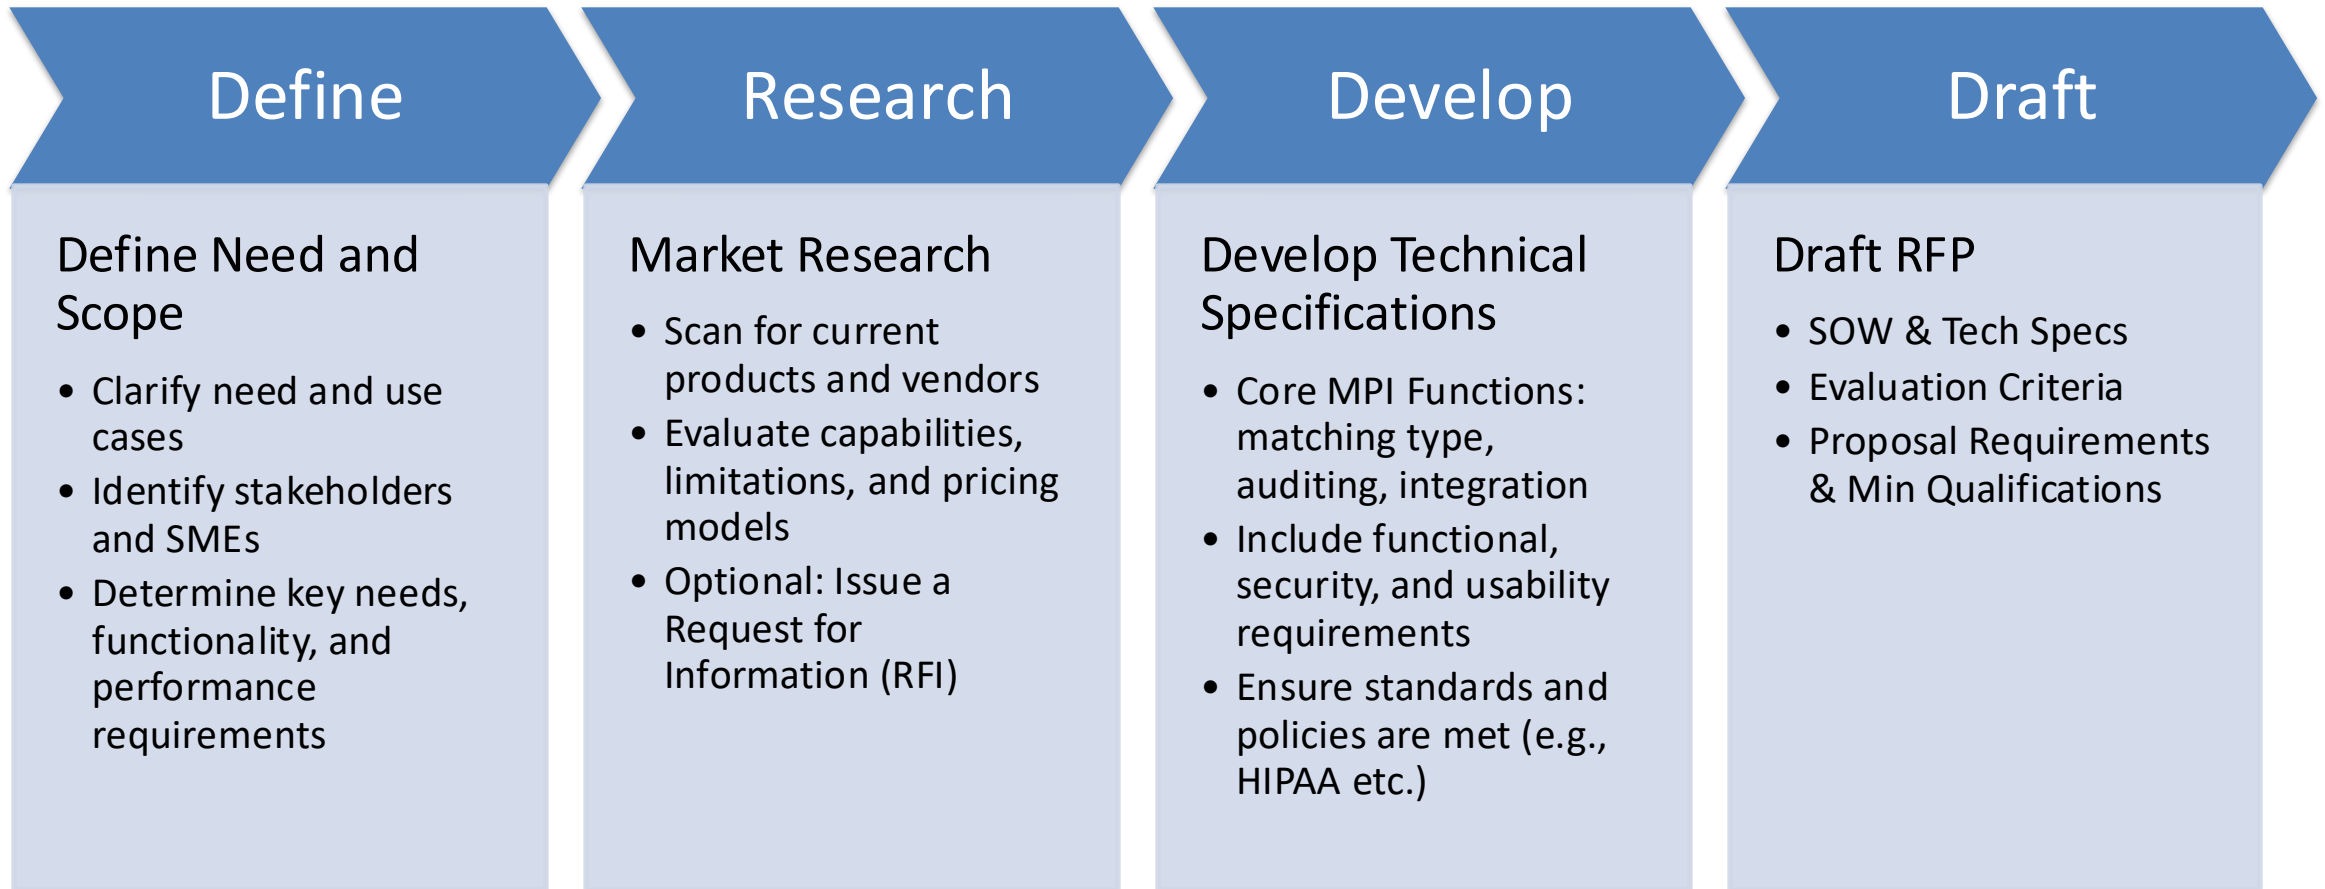 Define
Define Need and
Scope
• Clarify need and use
cases
• Identify stakeholders
and SMEs
• Determine key needs,
functionality, and
performance
requirements
Research
Market Research
• Scan for current
products and vendors
• Evaluate capabilities,
limitations, and pricing
models
• Optional: Issue a
Request for
Information (RFI)
Develop
Develop Technical
Specifications
• Core MPI Functions:
matching type,
auditing, integration
• Include functional,
security, and usability
requirements
• Ensure standards and
policies are met (e.g.,
HIPAA etc.)
Draft
Draft RFP
• SOW & Tech Specs
• Evaluation Criteria
• Proposal Requirements
& Min Qualifications